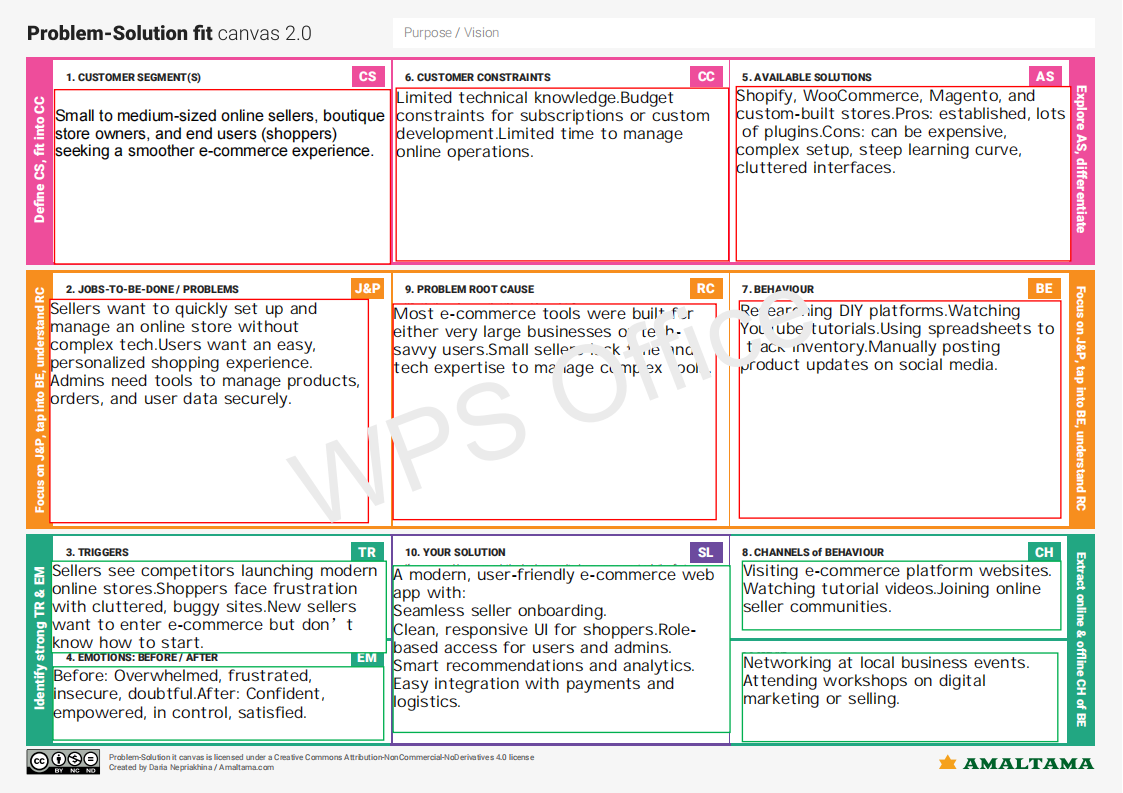 Problem-Solution fit canvas 2.0
Purpose / Vision
Define CS, fit into CC
1. CUSTOMER SEGMENT(S)
CS
Small to medium-sized online sellers, boutique
store owners, and end users (shoppers)
seeking a smoother e-commerce experience.
6. CUSTOMER CONSTRAINTS
CC
Limited technical knowledge.Budget
constraints for subscriptions or custom
development.Limited time to manage
online operations.
5. AVAILABLE SOLUTIONS
AS
Shopify, WooCommerce, Magento, and
custom-built stores.Pros: established, lots
of plugins.Cons: can be expensive,
complex setup, steep learning curve,
cluttered interfaces.
Explore AS, differentiate
Focus on J&P, tap into BE, understand RC
2. JOBS-TO-BE-DONE / PROBLEMS
J&P
Sellers want to quickly set up and
manage an online store without
complex tech.Users want an easy,
personalized shopping experience.
Admins need tools to manage products,
orders, and user data securely.
9. PROBLEM ROOT CAUSE
RC
Most e-commerce tools were built for
either very large businesses or tech-
savvy users.Small sellers lack time and
tech expertise to manage complex tools.
7. BEHAVIOUR
BE
Researching DIY platforms.Watching
YouTube tutorials.Using spreadsheets to
track inventory.Manually posting
product updates on social media.
Focus on J&P, tap into BE, understand RC
WPS Office
Identify strong TR & EM
3. TRIGGERS
TR
Sellers see competitors launching modern
online stores.Shoppers face frustration
with cluttered, buggy sites.New sellers
want to enter e-commerce but don’t
know how to start.
4. EMOTIONS: BEFORE / AFTER
EM
Before: Overwhelmed, frustrated,
insecure, doubtful.After: Confident,
empowered, in control, satisfied.
10. YOUR SOLUTION
SL
A modern, user-friendly e-commerce web
app with:
Seamless seller onboarding.
Clean, responsive UI for shoppers.Role-
based access for users and admins.
Smart recommendations and analytics.
Easy integration with payments and
logistics.
8. CHANNELS of BEHAVIOUR
CH
Visiting e-commerce platform websites.
Watching tutorial videos.Joining online
seller communities.
Networking at local business events.
Attending workshops on digital
marketing or selling.
Extract online & offline CH of BE
CC BY NC ND
Problem-Solution it canvas is licensed under a Creative Commons Attribution-NonCommercial-NoDerivatives 4.0 license
Created by Daria Nepriakhina / Amaltama.com
AMALTAMA